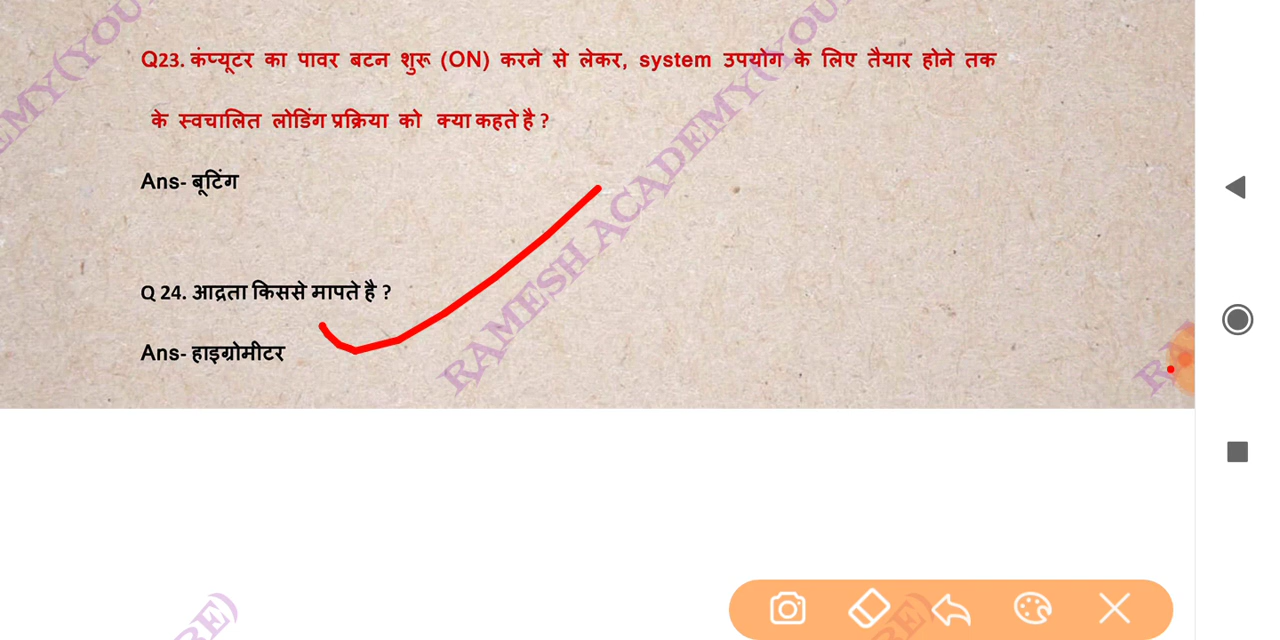 Q23. कंप्यूटर का पावर बटन शुरू (ON) करने से लेकर, system उपयोग के लिए तैयार होने तक
के स्वचालित लोडिंग प्रक्रिया को क्या कहते है ?
Ans- बूटिंग
Q 24. आद्रता किससे मापते है ?
Ans- हाइग्रोमीटर
RAMESH ACADEMY(YOU